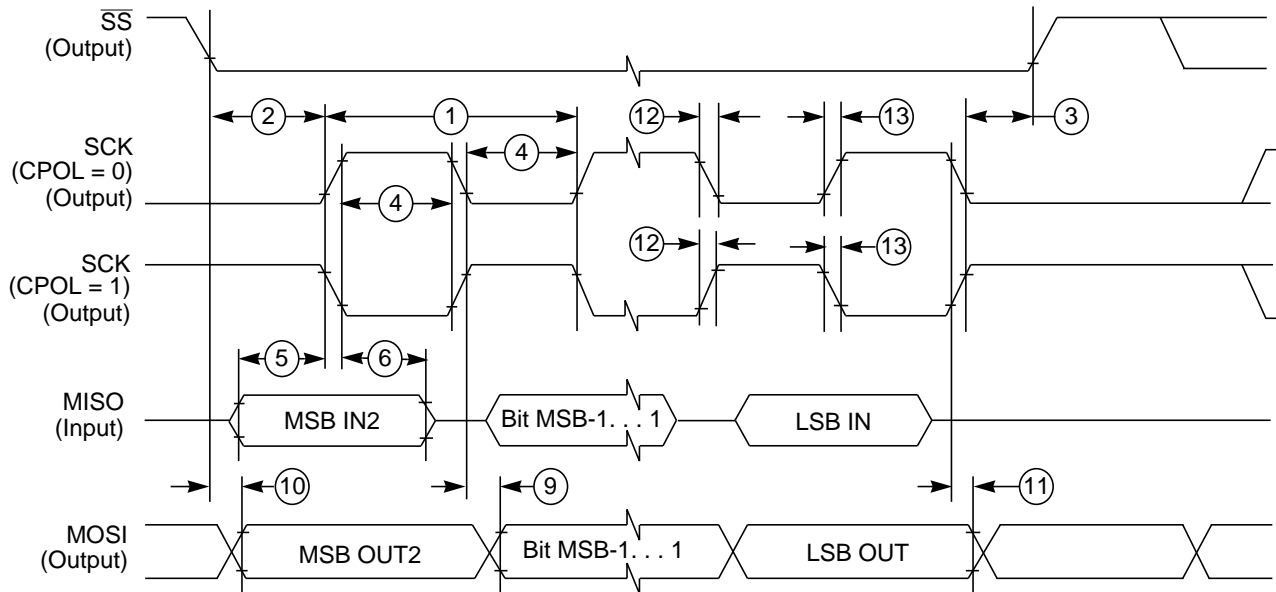 SS
(Output)
2
1
12
13
3
SCK
(CPOL = 0)
(Output)
4
4
12
13
SCK
(CPOL = 1)
(Output)
5
6
MISO
(Input)
MSB IN2
Bit MSB-1. . . 1
LSB IN
10
9
11
MOSI
(Output)
MSB OUT2
Bit MSB-1. . . 1
LSB OUT